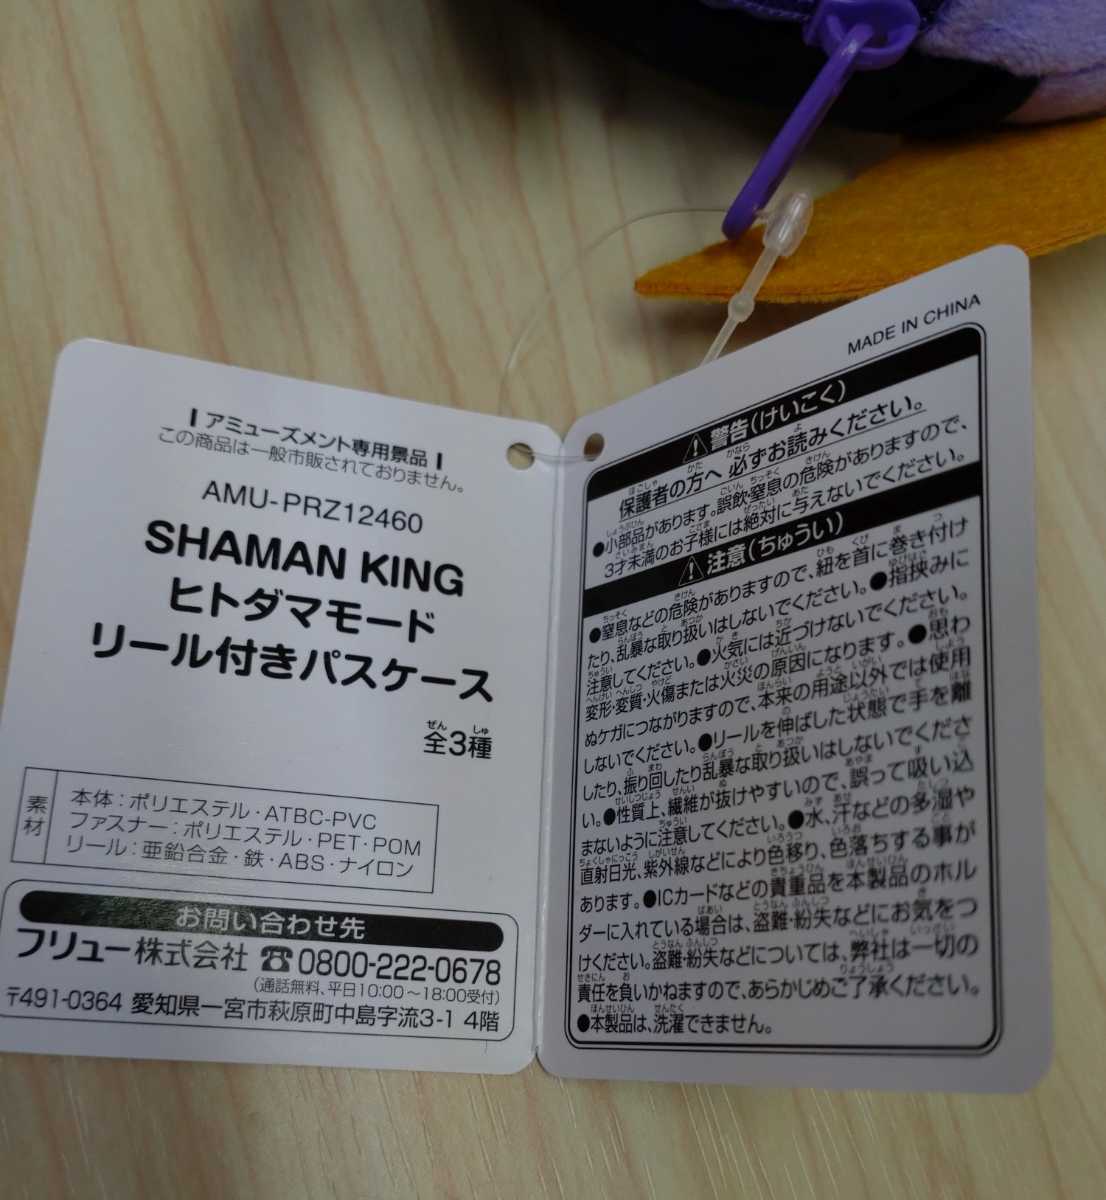 アミューズメント専用景品
この商品は一般市販されておりません。
AMU-PRZ12460
SHAMAN KING
ヒトダマモード
リール付きパスケース
全3種
ぜん しゅ
素材
本体：ポリエステル・ATBC-PVC
ファスナー：ポリエステル・PET・POM
リール：亜鉛合金・鉄・ABS・ナイロン
お問い合わせ先
フリュー株式会社 ☎0800-222-0678
(通話無料、平日10:00～18:00受付)
〒491-0364 愛知県一宮市萩原町中島字流3-1 4階
MADE IN CHINA
警告(けいこく)
保護者の方へ 必ずお読みください。
●小部品があります。誤飲・窒息の危険がありますので、
3才未満のお子様には絶対に与えないでください。
注意(ちゅうい)
●窒息などの危険がありますので、紐を首に巻き付け
たり、乱暴な取り扱いはしないでください。●指挟みに
注意してください。●火気には近づけないでください。
変形・変質・火傷または火災の原因になります。●思わ
ぬケガにつながりますので、本来の用途以外では使用
しないでください。●リールを伸ばした状態で手を離
したり、振り回したり乱暴な取り扱いはしないでくださ
い。●性質上、繊維が抜けやすいので、誤って吸い込
まないように注意してください。●水、汗などの多湿や
直射日光、紫外線などにより色移り、色落ちする事が
あります。●ICカードなどの貴重品を本製品のホル
ダーに入れている場合は、盗難・紛失などにお気をつ
けください。盗難・紛失などについては、弊社は一切の
責任を負いかねますので、あらかじめご了承ください。
●本製品は、洗濯できません。